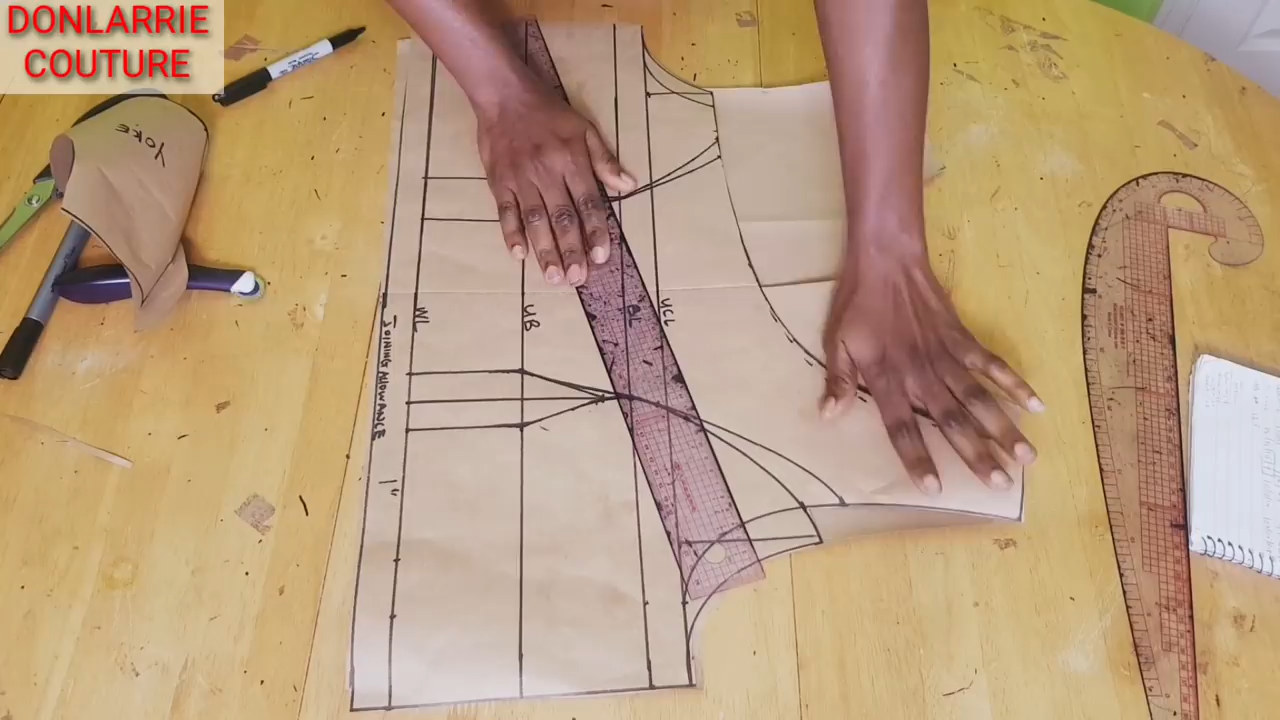 DONLARRIE
COUTURE
YOKE
WL
UB
BL
UCL
JOINING ALLOWANCE
1"